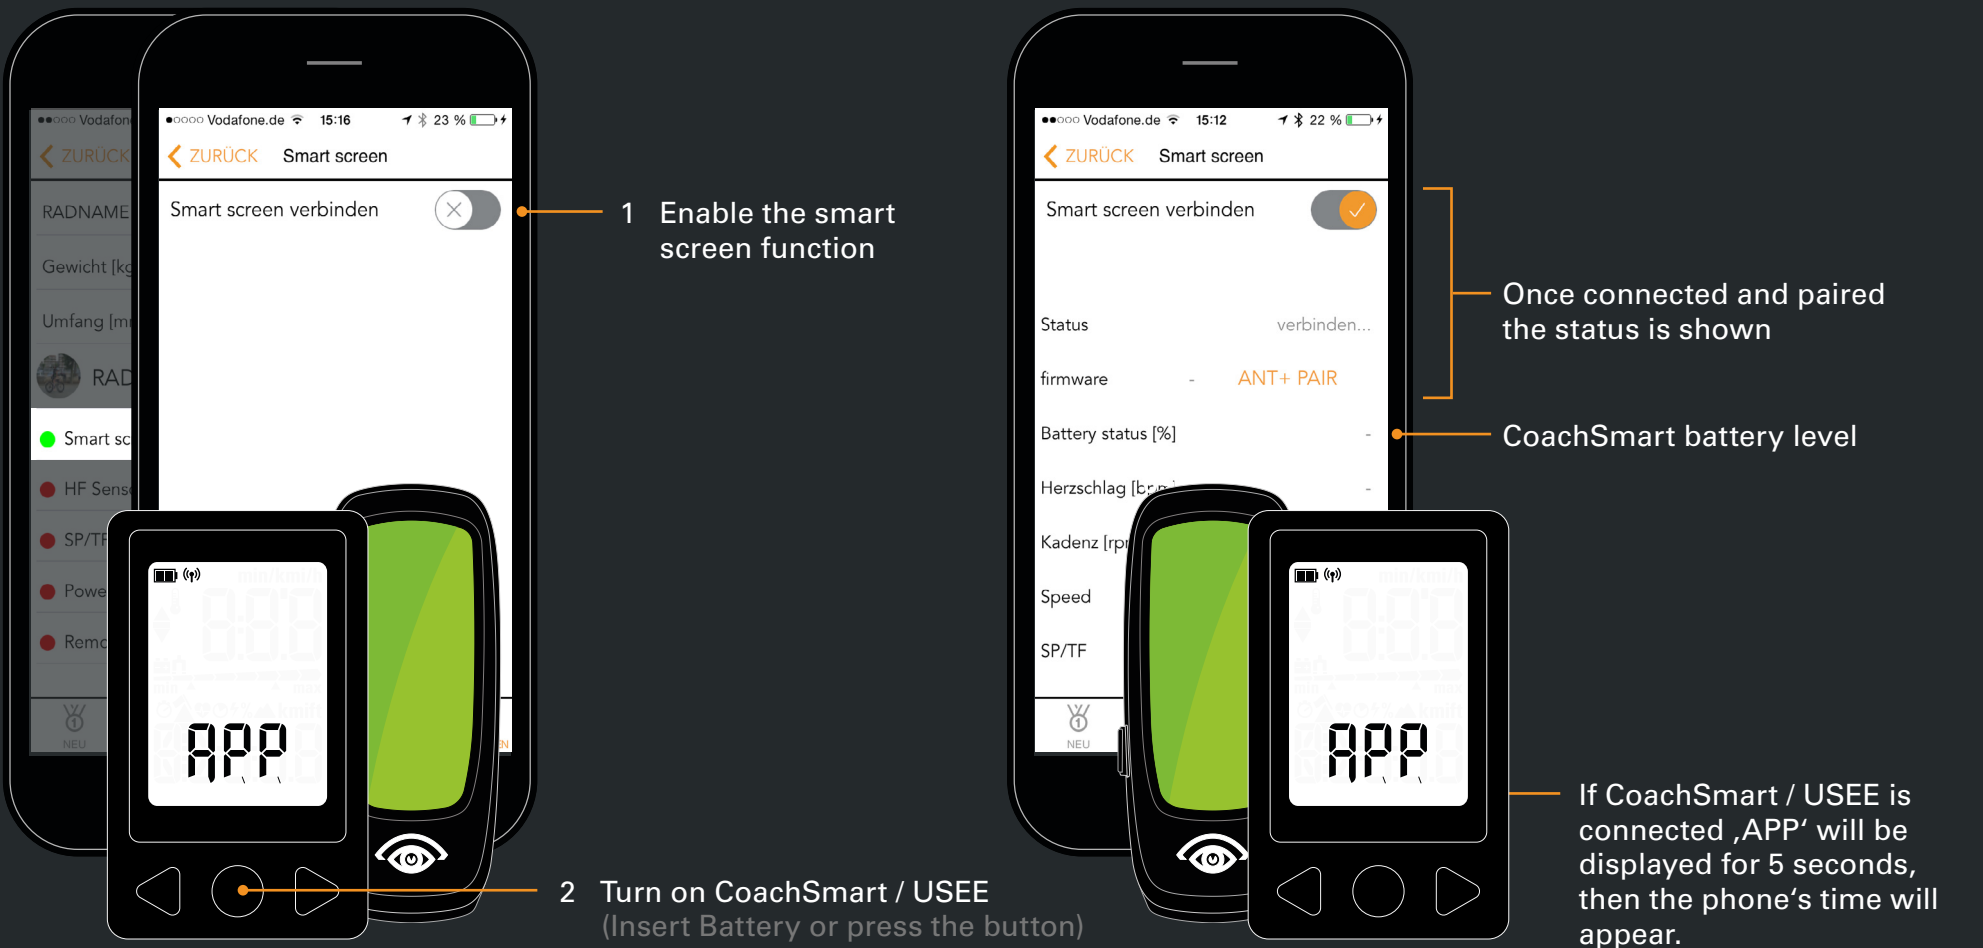 Vodafon
ZURÜCK
RADNAME
Gewicht [kg
Umfang [m
RAD
Smart sc
HF Sens
SP/TF
Powe
Remo
NEU
Vodafone.de 15:16 23 %
ZURÜCK Smart screen
Smart screen verbinden
EN
APP
1 Enable the smart
screen function
2 Turn on CoachSmart / USEE
(Insert Battery or press the button)
Vodafone.de 15:12 22 %
ZURÜCK Smart screen
Smart screen verbinden
Status verbinden...
firmware - ANT+ PAIR
Battery status [%] -
Herzschlag [bpm] -
Kadenz [rpm
Speed
SP/TF
NEU
APP
Once connected and paired
the status is shown
CoachSmart battery level
If CoachSmart / USEE is
connected ‚APP‘ will be
displayed for 5 seconds,
then the phone‘s time will
appear.